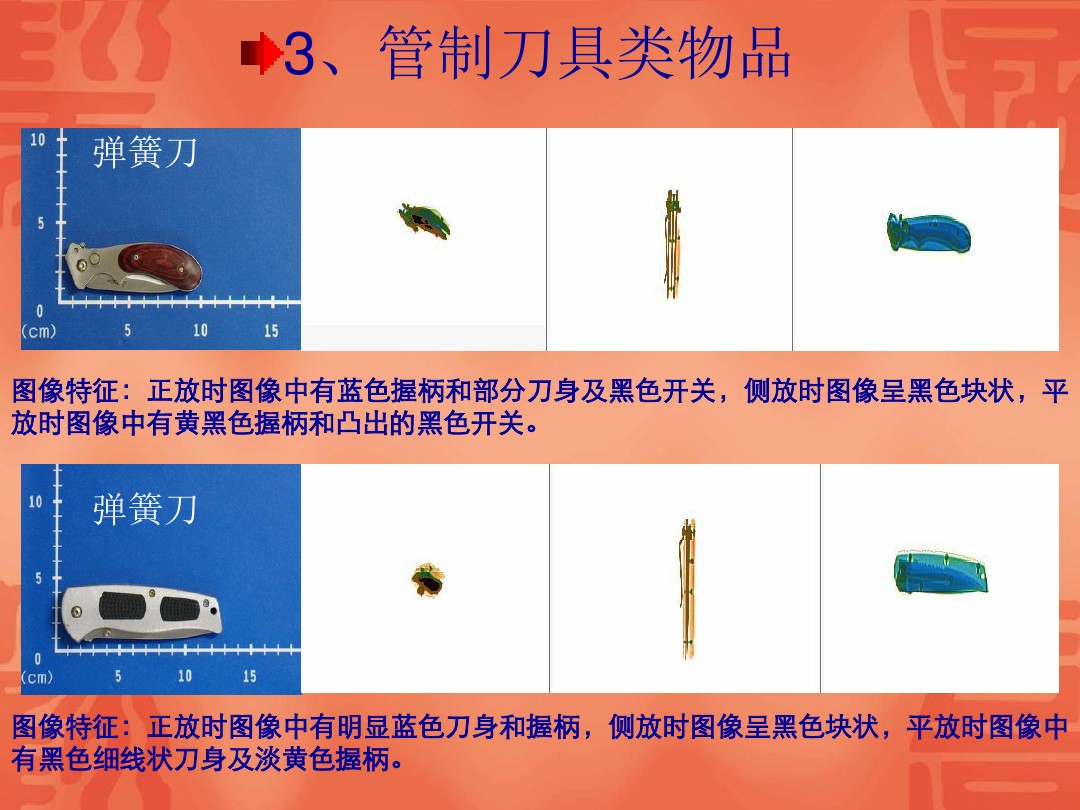 3、管制刀具类物品
弹簧刀
10
5
0
(cm)
5 10 15
图像特征：正放时图像中有蓝色握柄和部分刀身及黑色开关，侧放时图像呈黑色块状，平
放时图像中有黄黑色握柄和凸出的黑色开关。
弹簧刀
10
5
0
(cm)
5 10 15
图像特征：正放时图像中有明显蓝色刀身和握柄，侧放时图像呈黑色块状，平放时图像中
有黑色细线状刀身及淡黄色握柄。